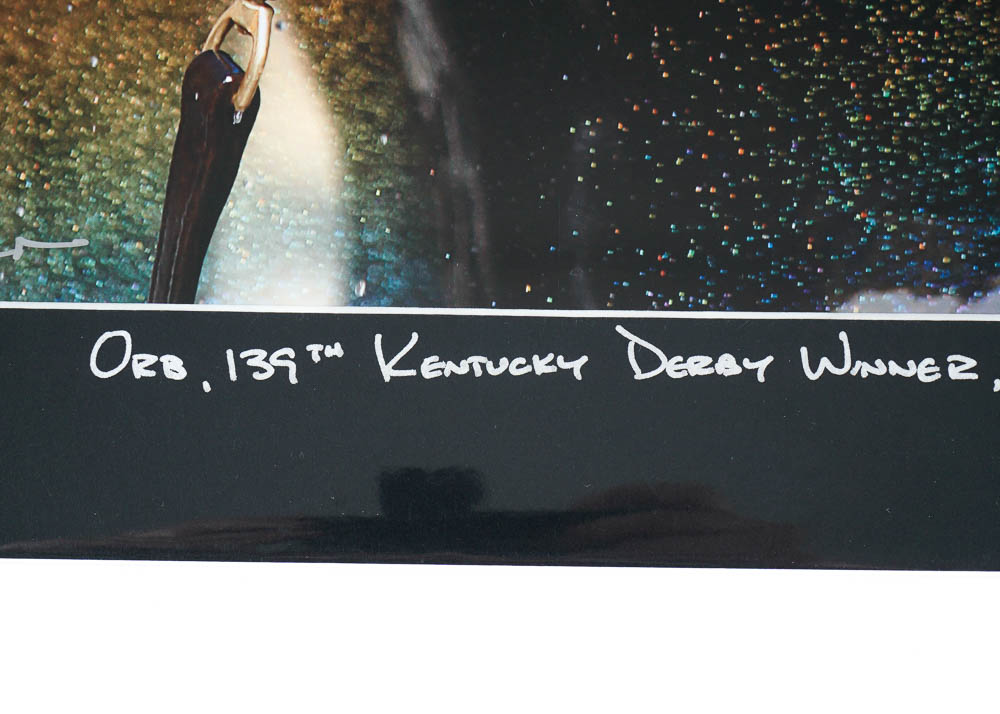 Orb, 139th Kentucky Derby Winner,